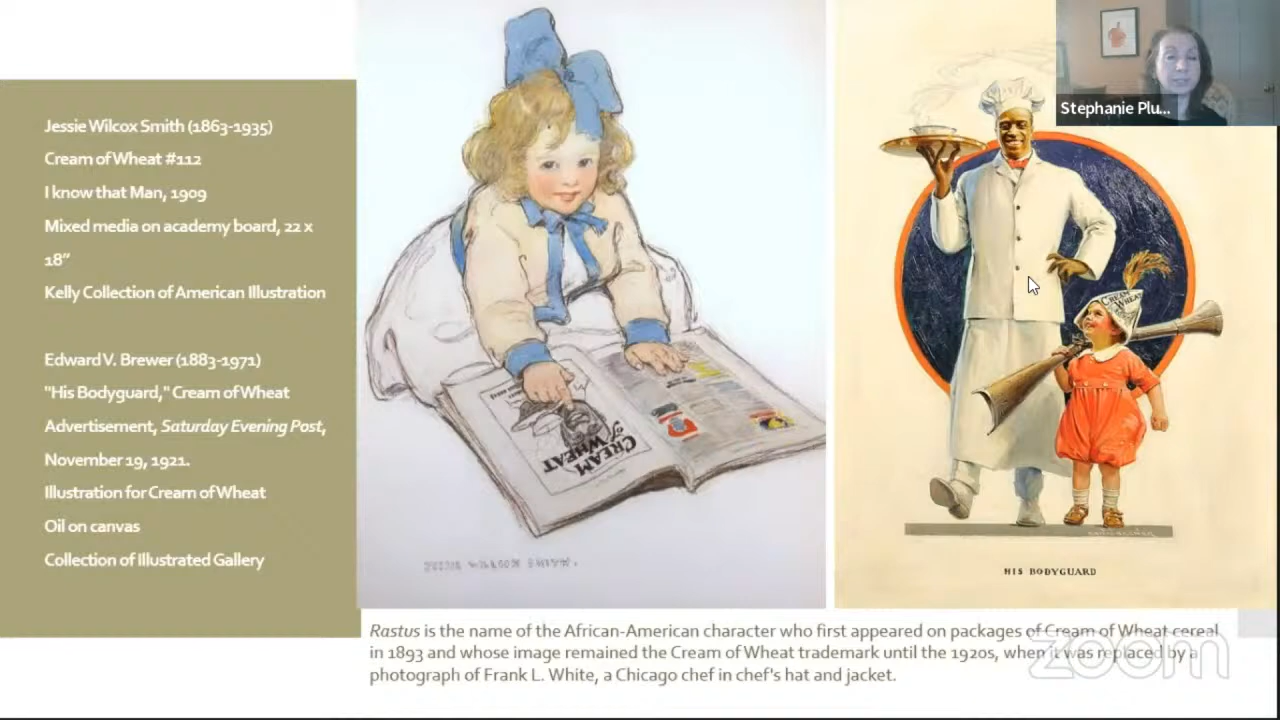 Jessie Wilcox Smith (1863-1935)
Cream of Wheat #112
I know that Man, 1909
Mixed media on academy board, 22 x
18"
Kelly Collection of American Illustration
Edward V. Brewer (1883-1971)
"His Bodyguard," Cream of Wheat
Advertisement, Saturday Evening Post,
November 19, 1921.
Illustration for Cream of Wheat
Oil on canvas
Collection of Illustrated Gallery
CREAM
of WHEAT
JESSIE WILLCOX SMITH.
CREAM
WHEAT
HIS BODYGUARD
Stephanie Plu...
Rastus is the name of the African-American character who first appeared on packages of Cream of Wheat cereal
in 1893 and whose image remained the Cream of Wheat trademark until the 1920s, when it was replaced by a
photograph of Frank L. White, a Chicago chef in chef's hat and jacket.
zoom